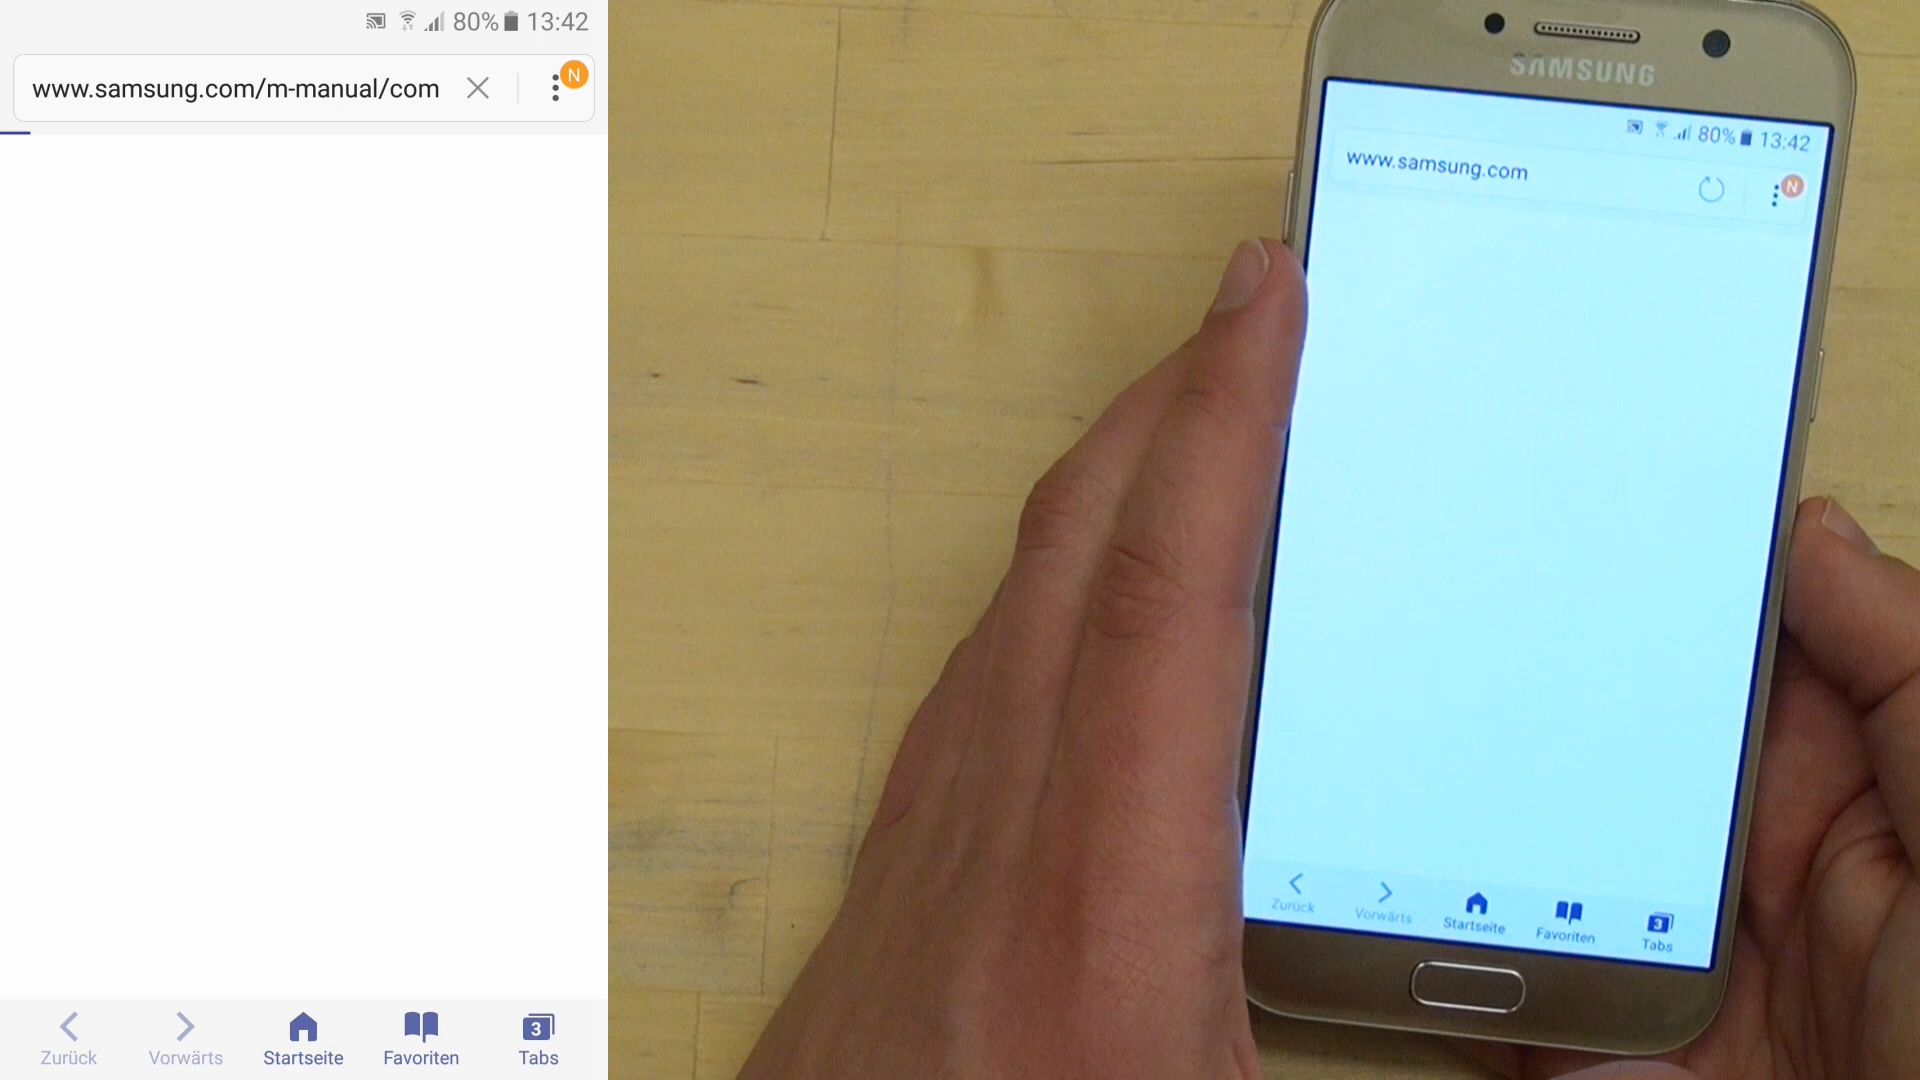 80% 13:42
www.samsung.com/m-manual/com
N
Zurück Vorwärts Startseite Favoriten 3 Tabs
SAMSUNG
80% 13:42
www.samsung.com
N
Zurück Vorwärts Startseite Favoriten 3 Tabs